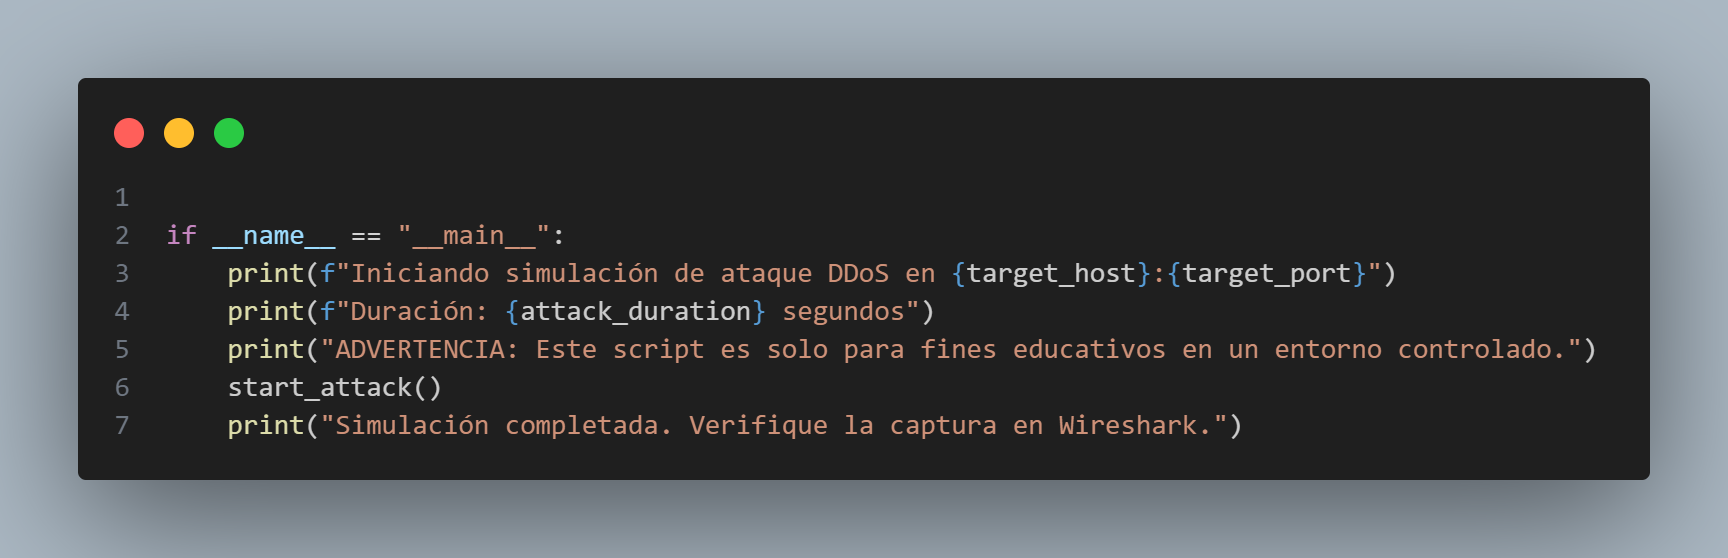 1
2 if __name__ == "__main__":
3     print(f"Iniciando simulación de ataque DDoS en {target_host}:{target_port}")
4     print(f"Duración: {attack_duration} segundos")
5     print("ADVERTENCIA: Este script es solo para fines educativos en un entorno controlado.")
6     start_attack()
7     print("Simulación completada. Verifique la captura en Wireshark.")